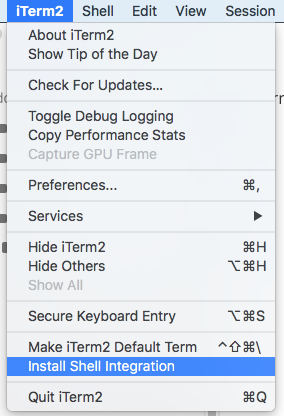 iTerm2 Shell Edit View Session
About iTerm2
Show Tip of the Day
Check For Updates...
Toggle Debug Logging
Copy Performance Stats
Capture GPU Frame
Preferences... ⌘,
Services ▶
Hide iTerm2 ⌘H
Hide Others ⌥⌘H
Show All
Secure Keyboard Entry ⌥⌘S
Make iTerm2 Default Term ^⇧⌘\
Install Shell Integration
Quit iTerm2 ⌘Q